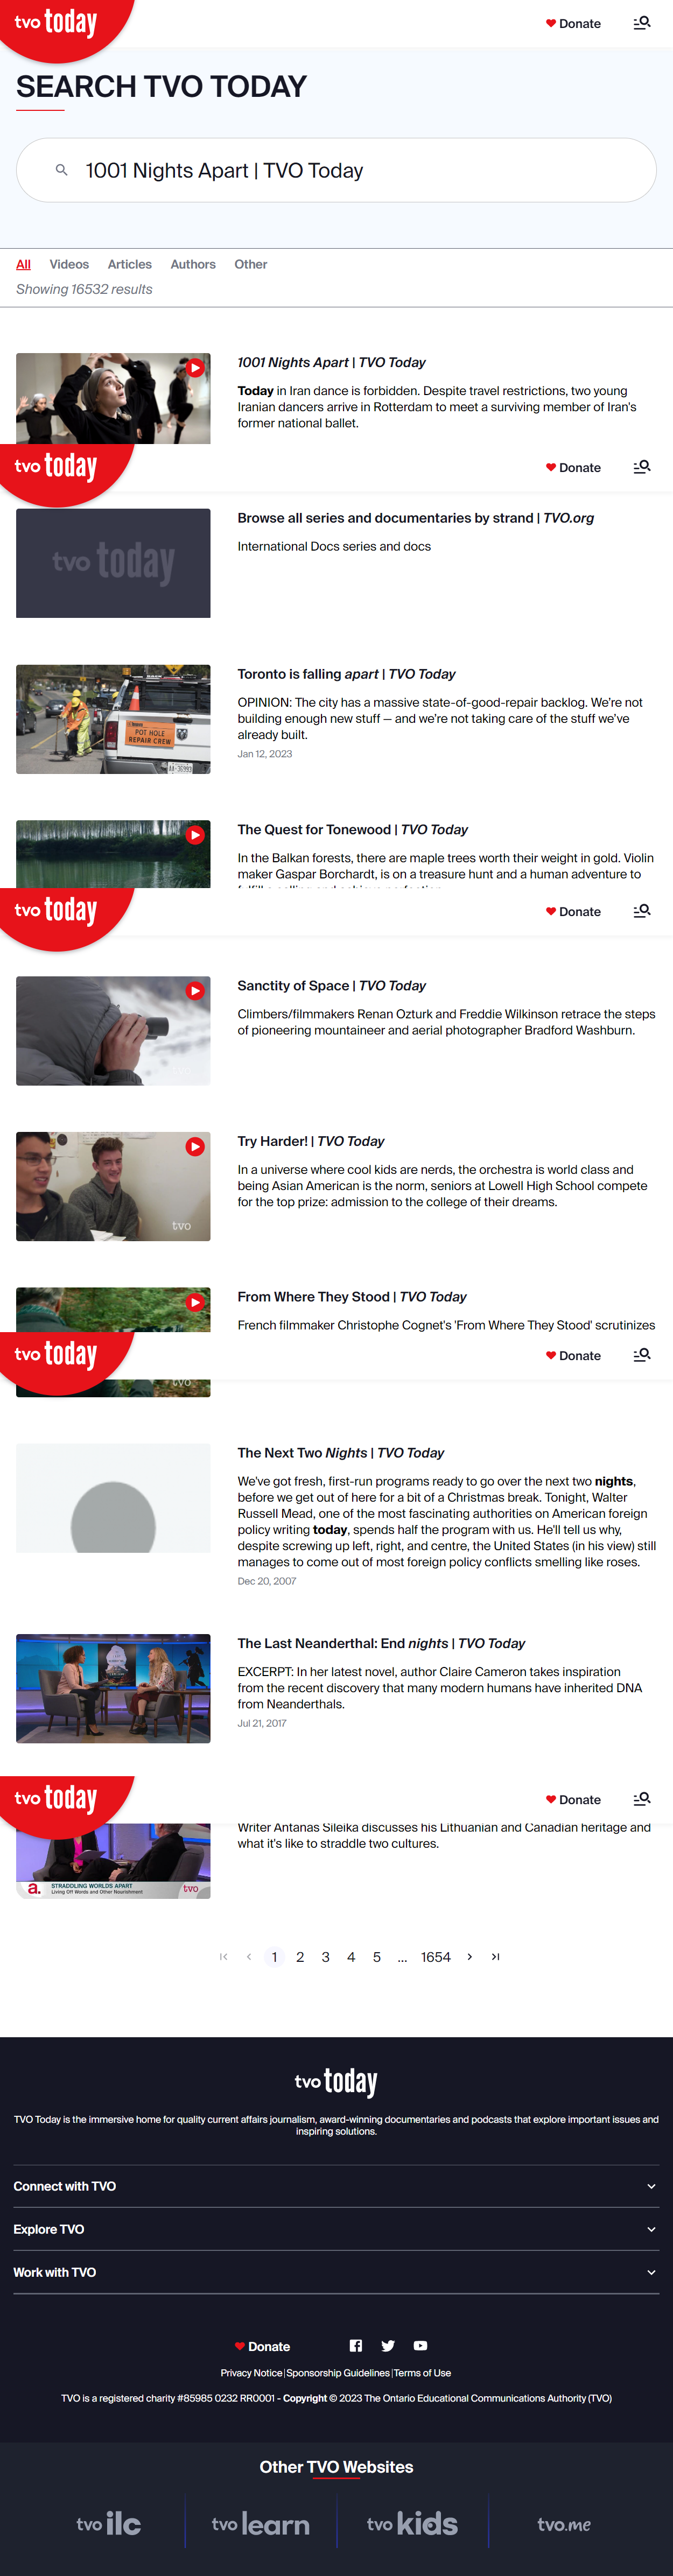 tvo today
Donate
SEARCH TVO TODAY
1001 Nights Apart | TVO Today
All Videos Articles Authors Other
Showing 16532 results
1001 Nights Apart | TVO Today
Today in Iran dance is forbidden. Despite travel restrictions, two young
Iranian dancers arrive in Rotterdam to meet a surviving member of Iran's
former national ballet.
tvo today
Donate
tvo today
Browse all series and documentaries by strand | TVO.org
International Docs series and docs
POT HOLE
REPAIR CREW
Toronto is falling apart | TVO Today
OPINION: The city has a massive state-of-good-repair backlog. We're not
building enough new stuff — and we're not taking care of the stuff we've
already built.
Jan 12, 2023
The Quest for Tonewood | TVO Today
In the Balkan forests, there are maple trees worth their weight in gold. Violin
maker Gaspar Borchardt, is on a treasure hunt and a human adventure to
tvo today
Donate
Sanctity of Space | TVO Today
Climbers/filmmakers Renan Ozturk and Freddie Wilkinson retrace the steps
of pioneering mountaineer and aerial photographer Bradford Washburn.
tvo
Try Harder! | TVO Today
In a universe where cool kids are nerds, the orchestra is world class and
being Asian American is the norm, seniors at Lowell High School compete
for the top prize: admission to the college of their dreams.
From Where They Stood | TVO Today
French filmmaker Christophe Cognet's 'From Where They Stood' scrutinizes
tvo today
Donate
tvo
The Next Two Nights | TVO Today
We've got fresh, first-run programs ready to go over the next two nights,
before we get out of here for a bit of a Christmas break. Tonight, Walter
Russell Mead, one of the most fascinating authorities on American foreign
policy writing today, spends half the program with us. He'll tell us why,
despite screwing up left, right, and centre, the United States (in his view) still
manages to come out of most foreign policy conflicts smelling like roses.
Dec 20, 2007
The Last Neanderthal: End nights | TVO Today
EXCERPT: In her latest novel, author Claire Cameron takes inspiration
from the recent discovery that many modern humans have inherited DNA
from Neanderthals.
Jul 21, 2017
tvo today
Donate
Writer Antanas Sileika discusses his Lithuanian and Canadian heritage and
what it's like to straddle two cultures.
a. STRADDLING WORLDS APART
Living Off Words and Other Nourishment
tvo
1 2 3 4 5 ... 1654
tvo today
TVO Today is the immersive home for quality current affairs journalism, award-winning documentaries and podcasts that explore important issues and
inspiring solutions.
Connect with TVO
Explore TVO
Work with TVO
Donate
Privacy Notice | Sponsorship Guidelines | Terms of Use
TVO is a registered charity #85985 0232 RR0001 - Copyright © 2023 The Ontario Educational Communications Authority (TVO)
Other TVO Websites
tvo ilc
tvo learn
tvo kids
tvo.me